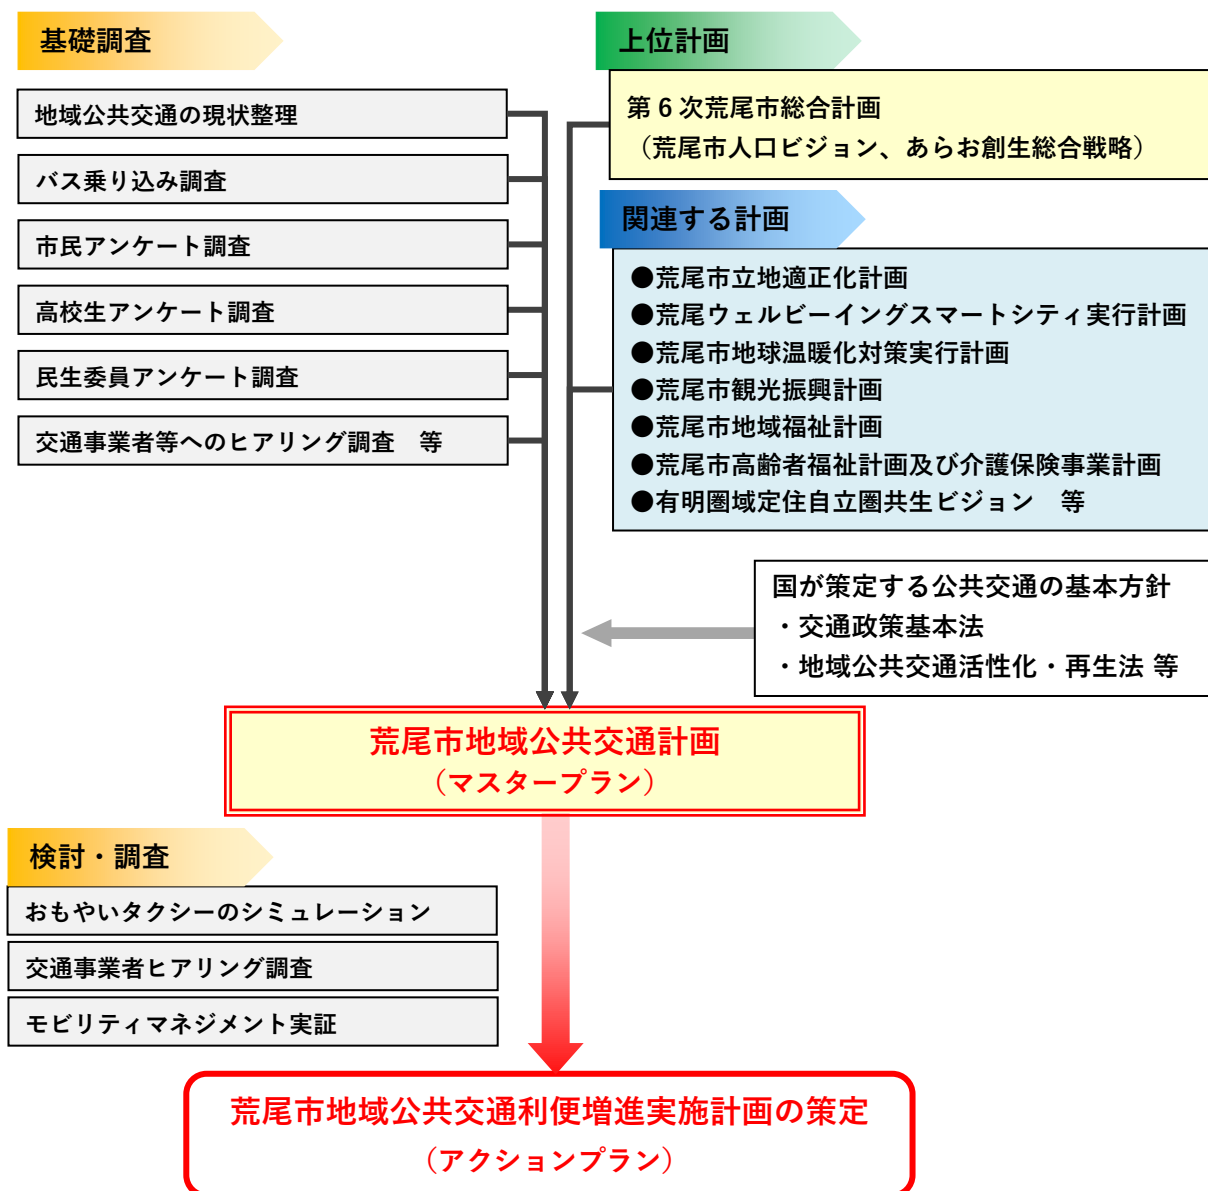 基礎調査
地域公共交通の現状整理
バス乗り込み調査
市民アンケート調査
高校生アンケート調査
民生委員アンケート調査
交通事業者等へのヒアリング調査　等
上位計画
第6次荒尾市総合計画
（荒尾市人口ビジョン、あらお創生総合戦略）
関連する計画
●荒尾市立地適正化計画
●荒尾ウェルビーイングスマートシティ実行計画
●荒尾市地球温暖化対策実行計画
●荒尾市観光振興計画
●荒尾市地域福祉計画
●荒尾市高齢者福祉計画及び介護保険事業計画
●有明圏域定住自立圏共生ビジョン　等
国が策定する公共交通の基本方針
・交通政策基本法
・地域公共交通活性化・再生法 等
荒尾市地域公共交通計画
（マスタープラン）
検討・調査
おもやいタクシーのシミュレーション
交通事業者ヒアリング調査
モビリティマネジメント実証
荒尾市地域公共交通利便増進実施計画の策定
（アクションプラン）